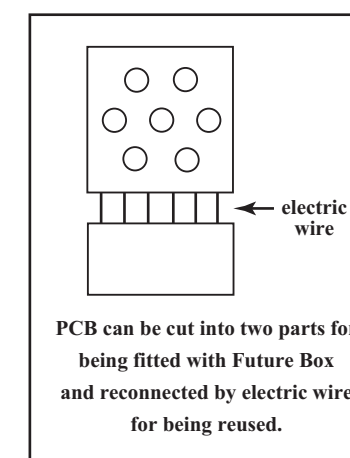 electric
wire
PCB can be cut into two parts for
being fitted with Future Box
and reconnected by electric wire
for being reused.